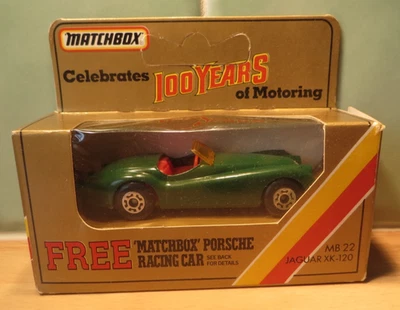 MATCHBOX
Celebrates 100 YEARS
of Motoring
FREE 'MATCHBOX' PORSCHE
RACING CAR SEE BACK
FOR DETAILS
MB 22
JAGUAR XK-120